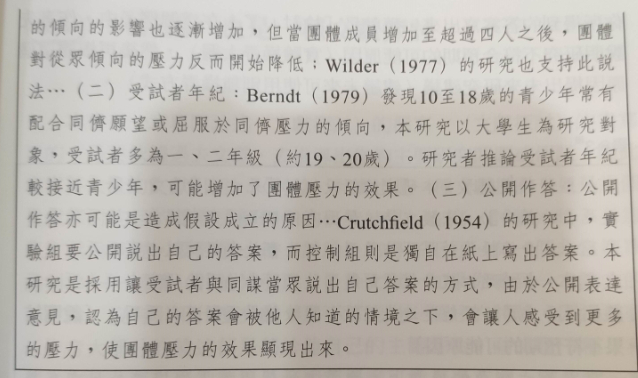 的傾向的影響也逐漸增加，但當團體成員增加至超過四人之後，團體
對從眾傾向的壓力反而開始降低；Wilder（1977）的研究也支持此說
法⋯（二）受試者年紀：Berndt（1979）發現10至18歲的青少年常有
配合同儕願望或屈服於同儕壓力的傾向，本研究以大學生為研究對
象，受試者多為一、二年級（約19、20歲）。研究者推論受試者年紀
較接近青少年，可能增加了團體壓力的效果。（三）公開作答：公開
作答亦可能是造成假設成立的原因⋯Crutchfield（1954）的研究中，實
驗組要公開說出自己的答案，而控制組則是獨自在紙上寫出答案。本
研究是採用讓受試者與同謀當眾說出自己答案的方式，由於公開表達
意見，認為自己的答案會被他人知道的情境之下，會讓人感受到更多
的壓力，使團體壓力的效果顯現出來。